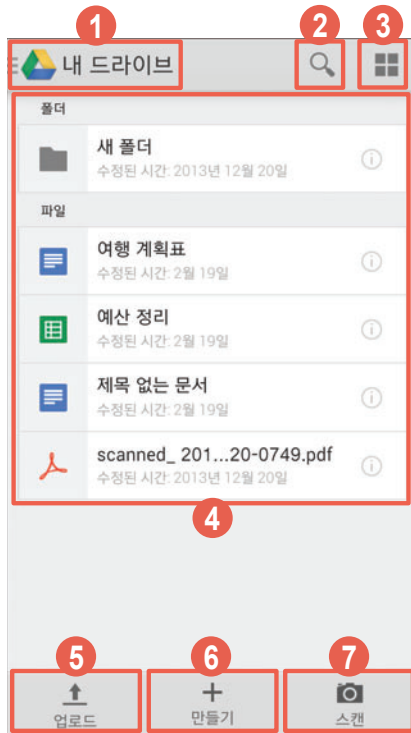 1
2
3
내 드라이브
폴더
새 폴더
수정된 시간: 2013년 12월 20일
파일
여행 계획표
수정된 시간: 2월 19일
예산 정리
수정된 시간: 2월 19일
제목 없는 문서
수정된 시간: 2월 19일
scanned_ 201...20-0749.pdf
수정된 시간: 2013년 12월 20일
4
5
6
7
업로드
만들기
스캔